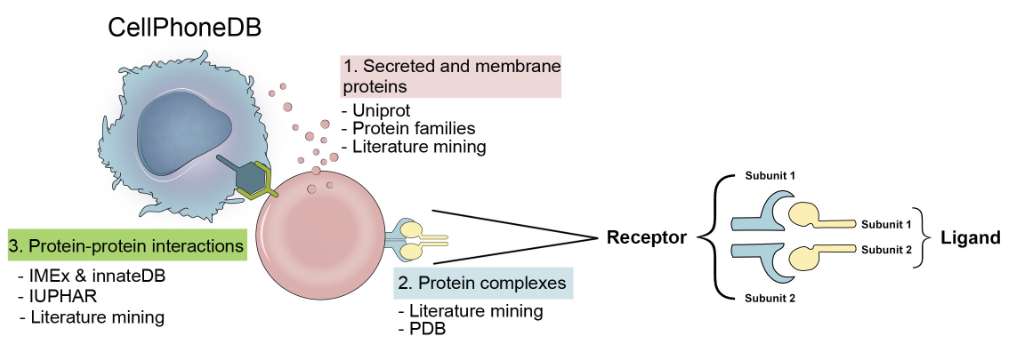 CellPhoneDB
1. Secreted and membrane
proteins
- Uniprot
- Protein families
- Literature mining
3. Protein-protein interactions
- IMEx & innateDB
- IUPHAR
- Literature mining
2. Protein complexes
- Literature mining
- PDB
Receptor
Subunit 1
Subunit 2
Subunit 1
Subunit 2
Ligand